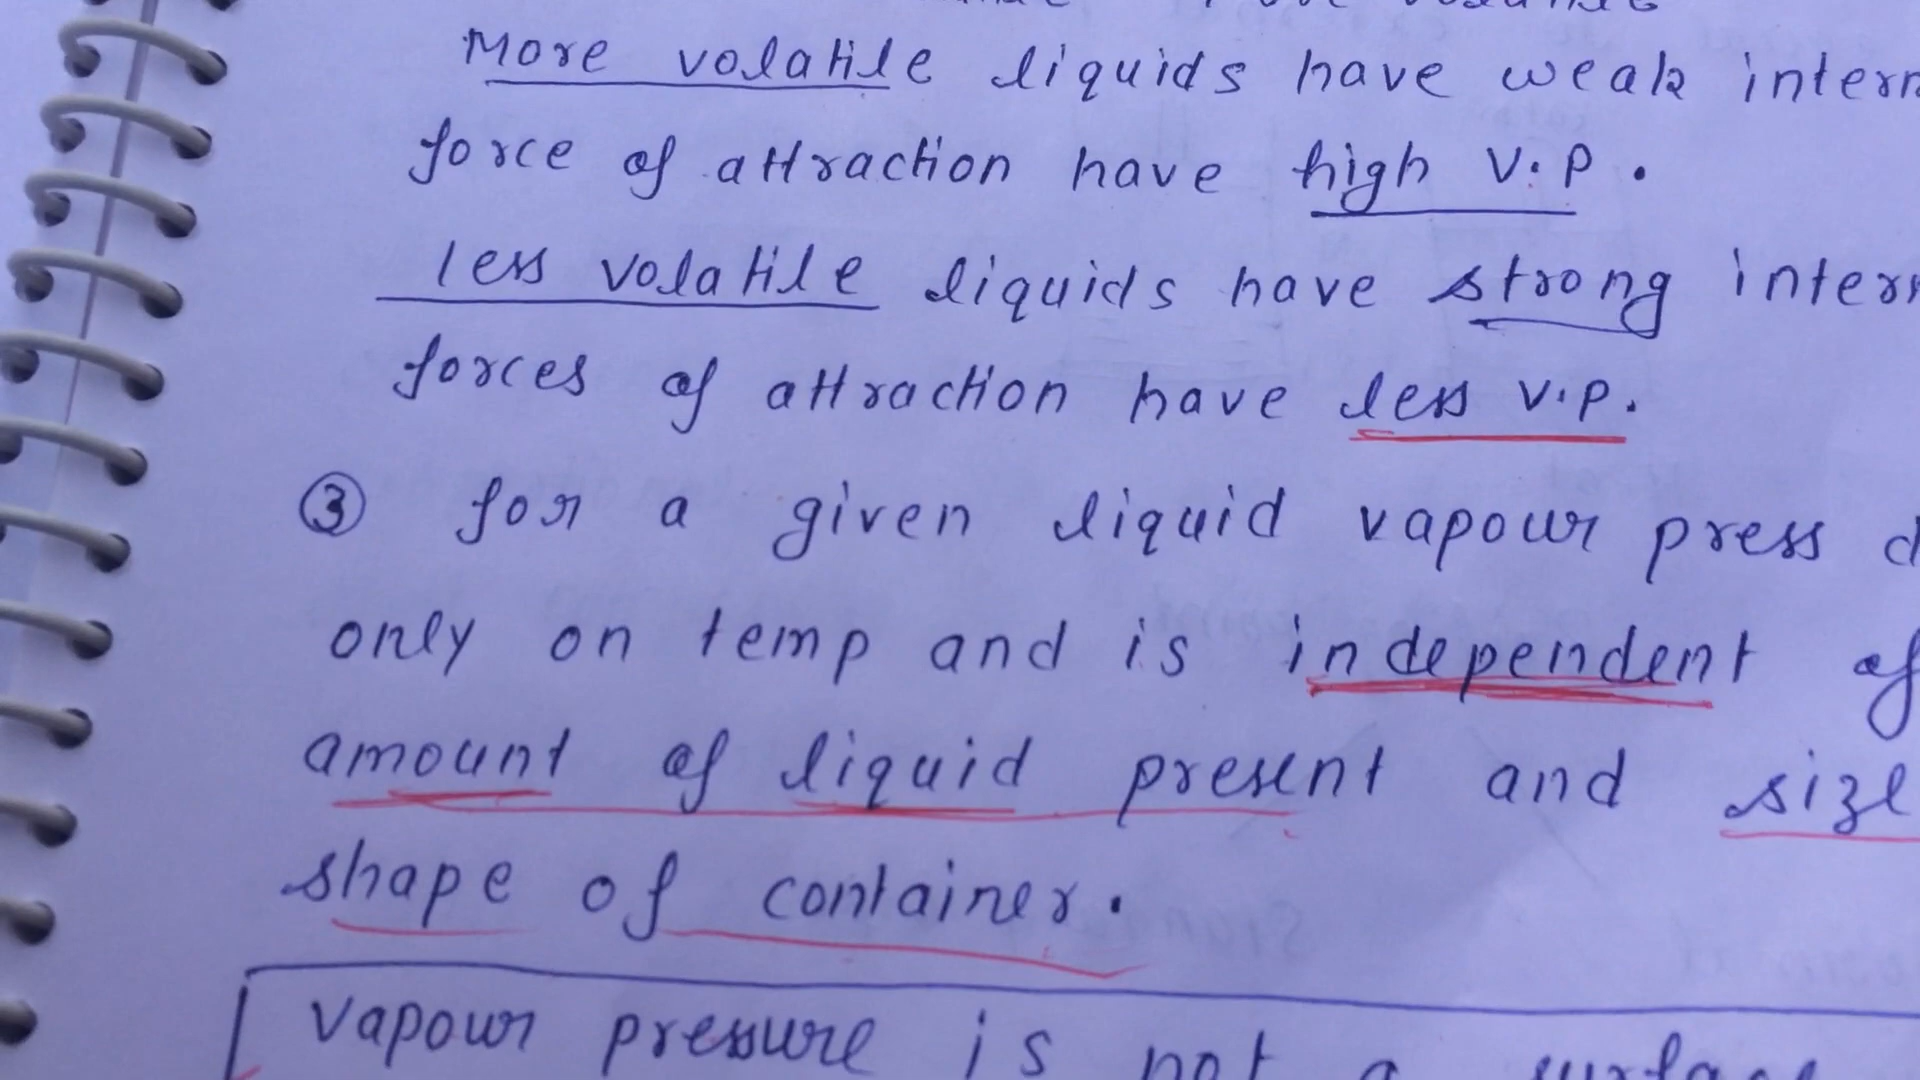 More volatile liquids have weak intern
force of attraction have high V.P.
less volatile liquids have strong inter
forces of attraction have less V.P.
③ for a given liquid vapour press d
only on temp and is independent of
amount of liquid present and size
shape of container.
Vapour pressure is not a surface